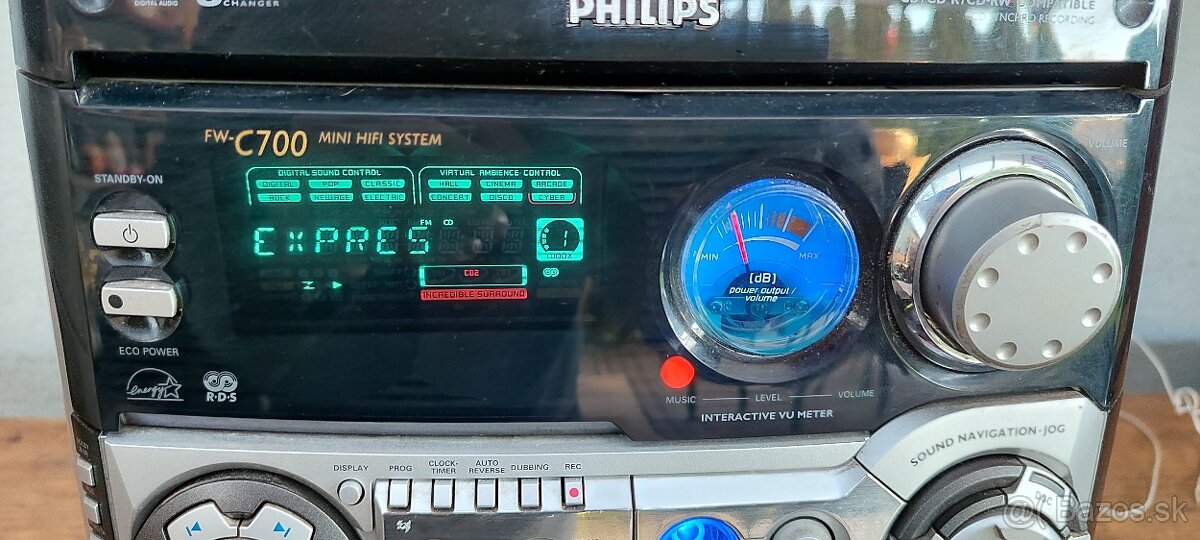 DIGITAL AUDIO
CHANGER
PHILIPS
COMPATIBLE
CD SYNCHRO RECORDING
FW-C700 MINI HIFI SYSTEM
VOLUME
STANDBY-ON
DIGITAL SOUND CONTROL
VIRTUAL AMBIENCE CONTROL
DIGITAL POP CLASSIC
HALL CINEMA ARCADE
ROCK NEWAGE ELECTRIC
CONCERT DISCO CYBER
FM CD
EXPRES
1
CD2
INCREDIBLE SURROUND
MIN MAX
[dB]
power output/
volume
ECO POWER
energy
R·D·S
MUSIC LEVEL VOLUME
INTERACTIVE VU METER
SOUND NAVIGATION-JOG
DISPLAY PROG CLOCK-TIMER AUTO REVERSE DUBBING REC
DSC
Bazos.sk